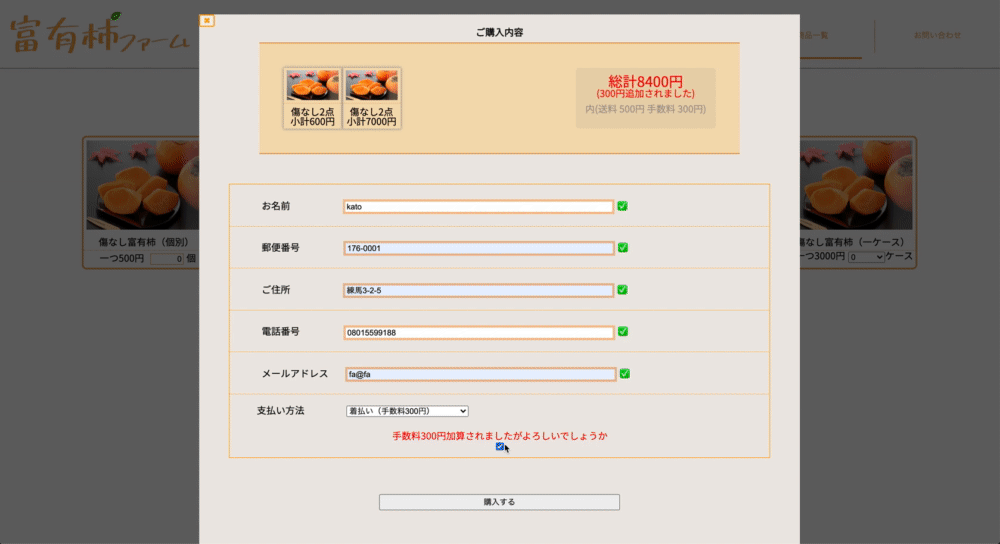 富有柿ファーム
ご購入内容
商品一覧
お問い合わせ
傷なし2点
小計600円
傷なし2点
小計7000円
総計8400円
(300円追加されました)
内(送料 500円 手数料 300円)
お名前
kato
郵便番号
176-0001
ご住所
練馬3-2-5
電話番号
08015599188
メールアドレス
fa@fa
支払い方法
着払い（手数料300円）
手数料300円加算されましたがよろしいでしょうか
購入する
傷なし富有柿（個別）
一つ500円 0 個
傷なし富有柿（一ケース）
一つ3000円 0 ケース